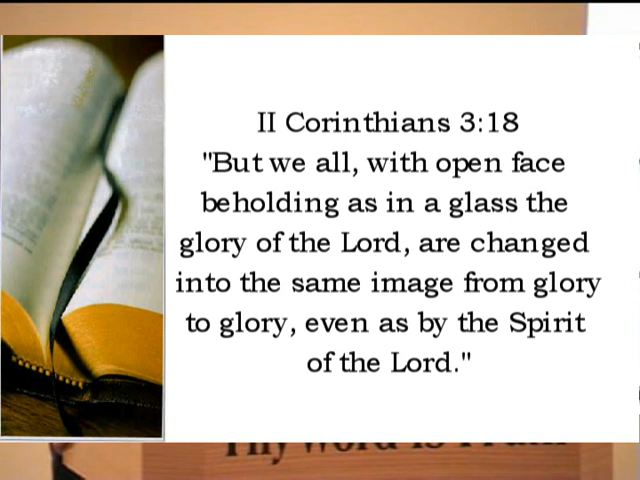 II Corinthians 3:18
"But we all, with open face
beholding as in a glass the
glory of the Lord, are changed
into the same image from glory
to glory, even as by the Spirit
of the Lord."